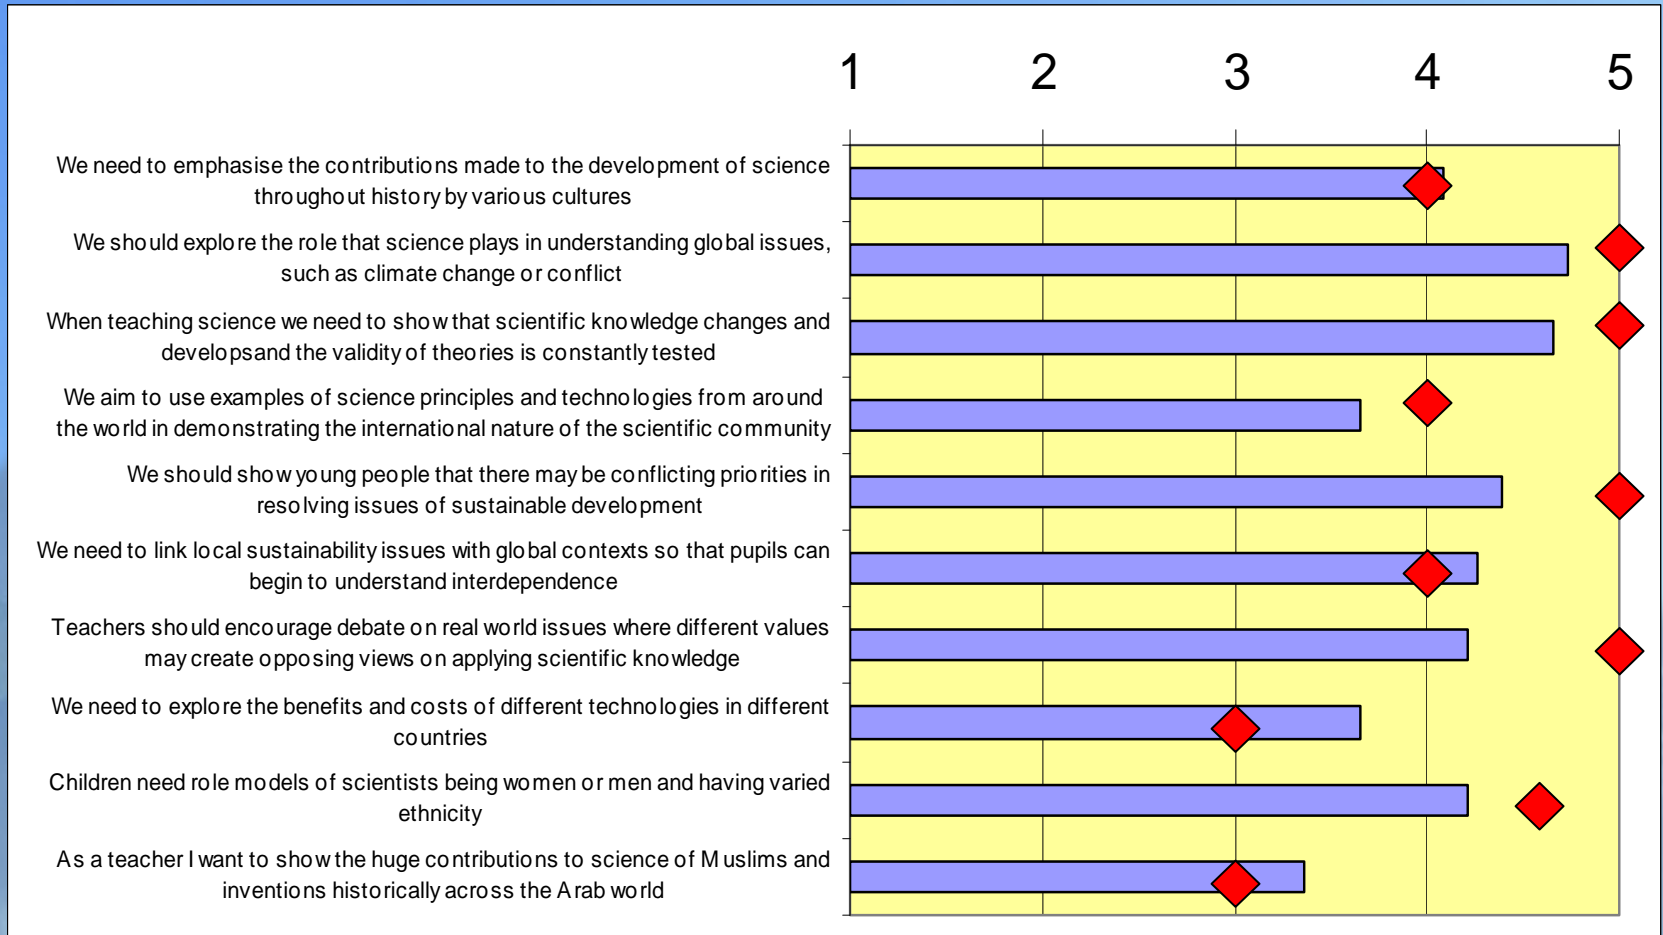 1 2 3 4 5
We need to emphasise the contributions made to the development of science
throughout history by various cultures
We should explore the role that science plays in understanding global issues,
such as climate change or conflict
When teaching science we need to show that scientific knowledge changes and
developsand the validity of theories is constantly tested
We aim to use examples of science principles and technologies from around
the world in demonstrating the international nature of the scientific community
We should show young people that there may be conflicting priorities in
resolving issues of sustainable development
We need to link local sustainability issues with global contexts so that pupils can
begin to understand interdependence
Teachers should encourage debate on real world issues where different values
may create opposing views on applying scientific knowledge
We need to explore the benefits and costs of different technologies in different
countries
Children need role models of scientists being women or men and having varied
ethnicity
As a teacher I want to show the huge contributions to science of Muslims and
inventions historically across the Arab world